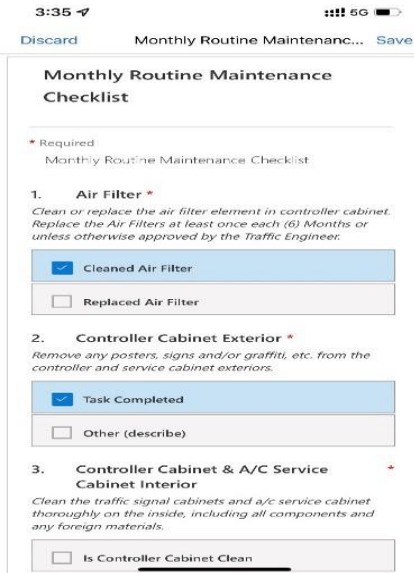 3:35 5G
Discard Monthly Routine Maintenanc... Save
Monthly Routine Maintenance
Checklist
* Required
Monthly Routine Maintenance Checklist
1. Air Filter *
Clean or replace the air filter element in controller cabinet.
Replace the Air Filters at least once each (6) Months or
unless otherwise approved by the Traffic Engineer.
Cleaned Air Filter
Replaced Air Filter
2. Controller Cabinet Exterior *
Remove any posters, signs and/or graffiti, etc. from the
controller and service cabinet exteriors.
Task Completed
Other (describe)
3. Controller Cabinet & A/C Service *
Cabinet Interior
Clean the traffic signal cabinets and a/c service cabinet
thoroughly on the inside, including all components and
any foreign materials.
Is Controller Cabinet Clean